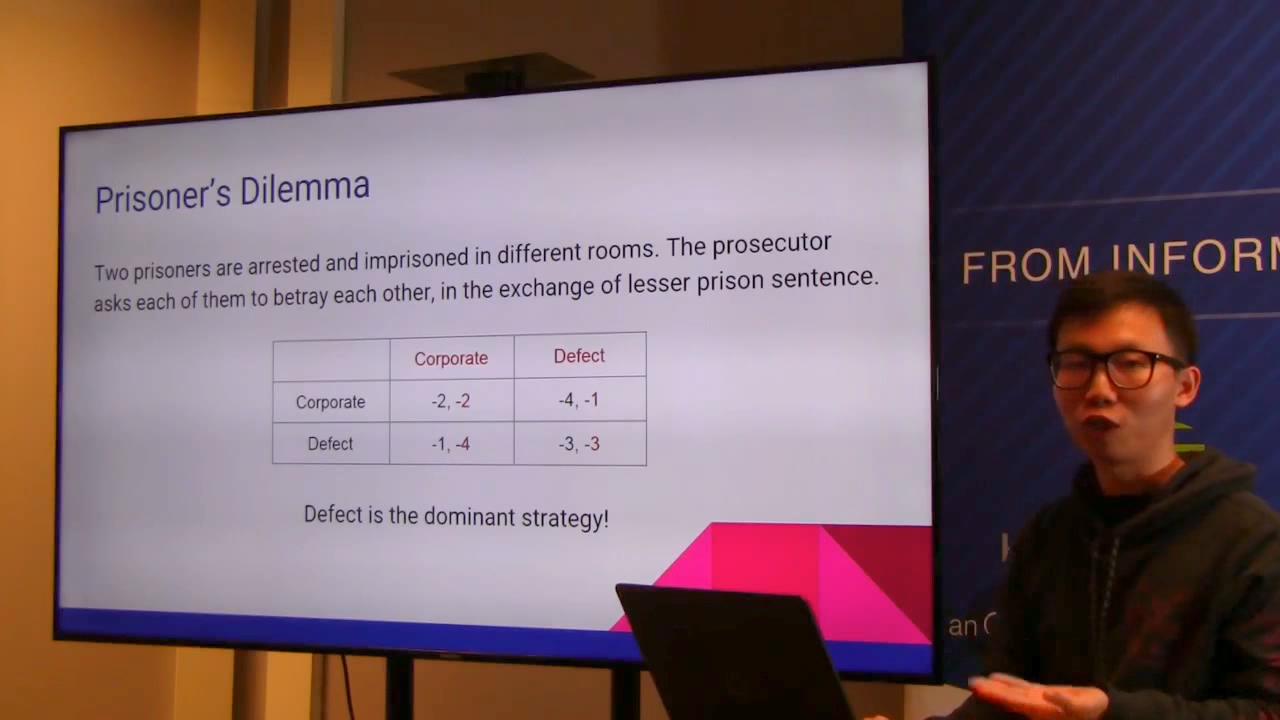 Prisoner's Dilemma
Two prisoners are arrested and imprisoned in different rooms. The prosecutor
asks each of them to betray each other, in the exchange of lesser prison sentence.
Corporate Defect
Corporate -2, -2 -4, -1
Defect -1, -4 -3, -3
Defect is the dominant strategy!
FROM INFORM
an